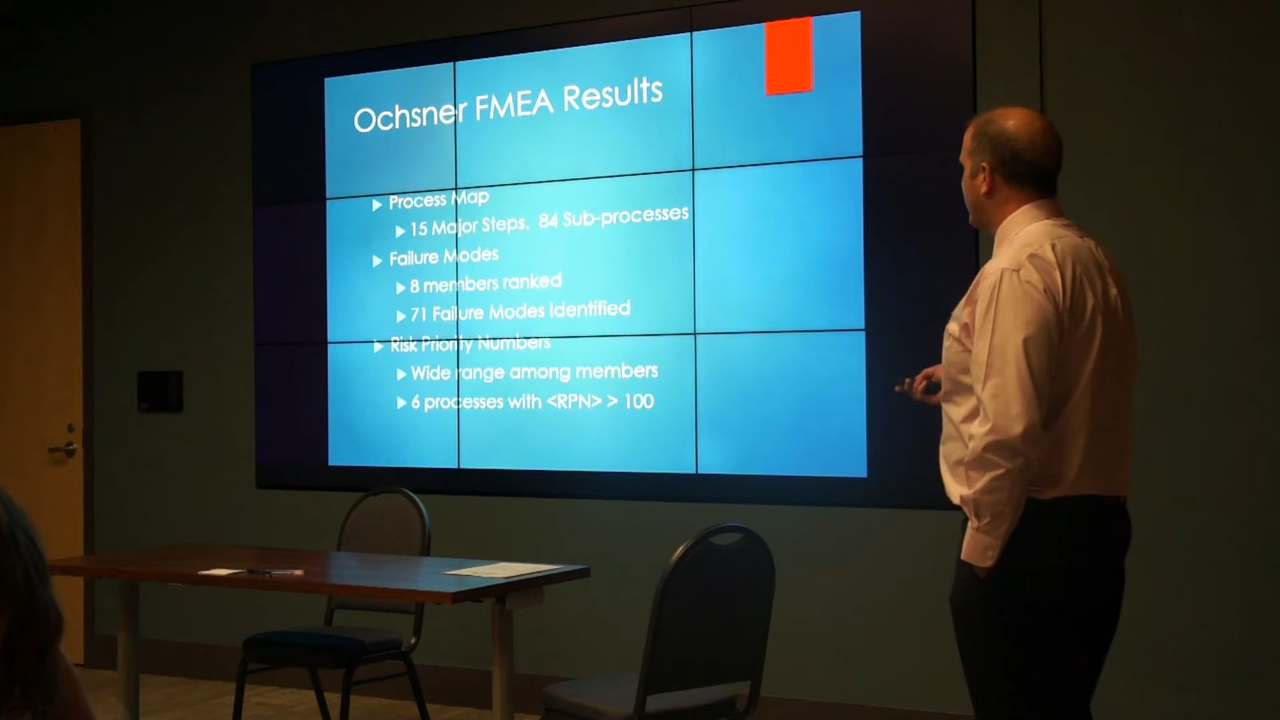 Ochsner FMEA Results
Process Map
15 Major Steps. 84 Sub-processes
Failure Modes
8 members ranked
71 Failure Modes Identified
Risk Priority Numbers
Wide range among members
6 processes with <RPN> > 100